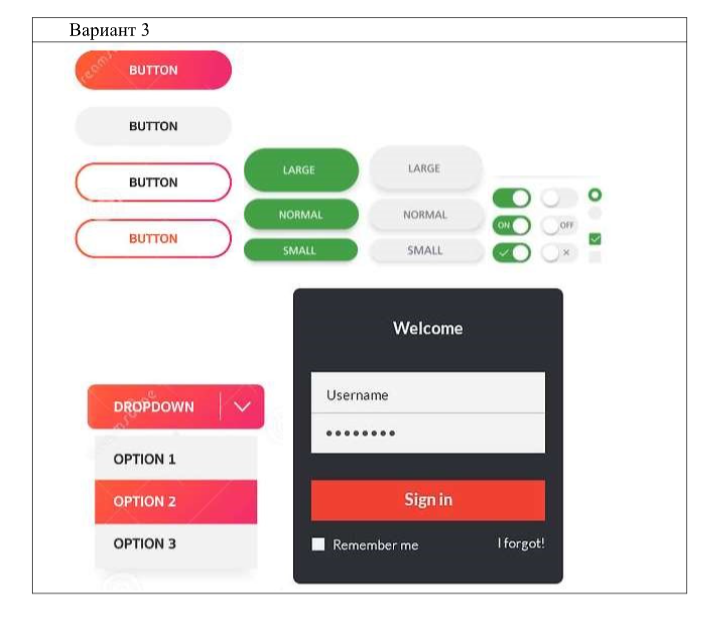 Вариант 3
BUTTON
BUTTON
BUTTON
BUTTON
LARGE
NORMAL
SMALL
LARGE
NORMAL
SMALL
ON
OFF
DROPDOWN
OPTION 1
OPTION 2
OPTION 3
Welcome
Username
Sign in
Remember me
I forgot!